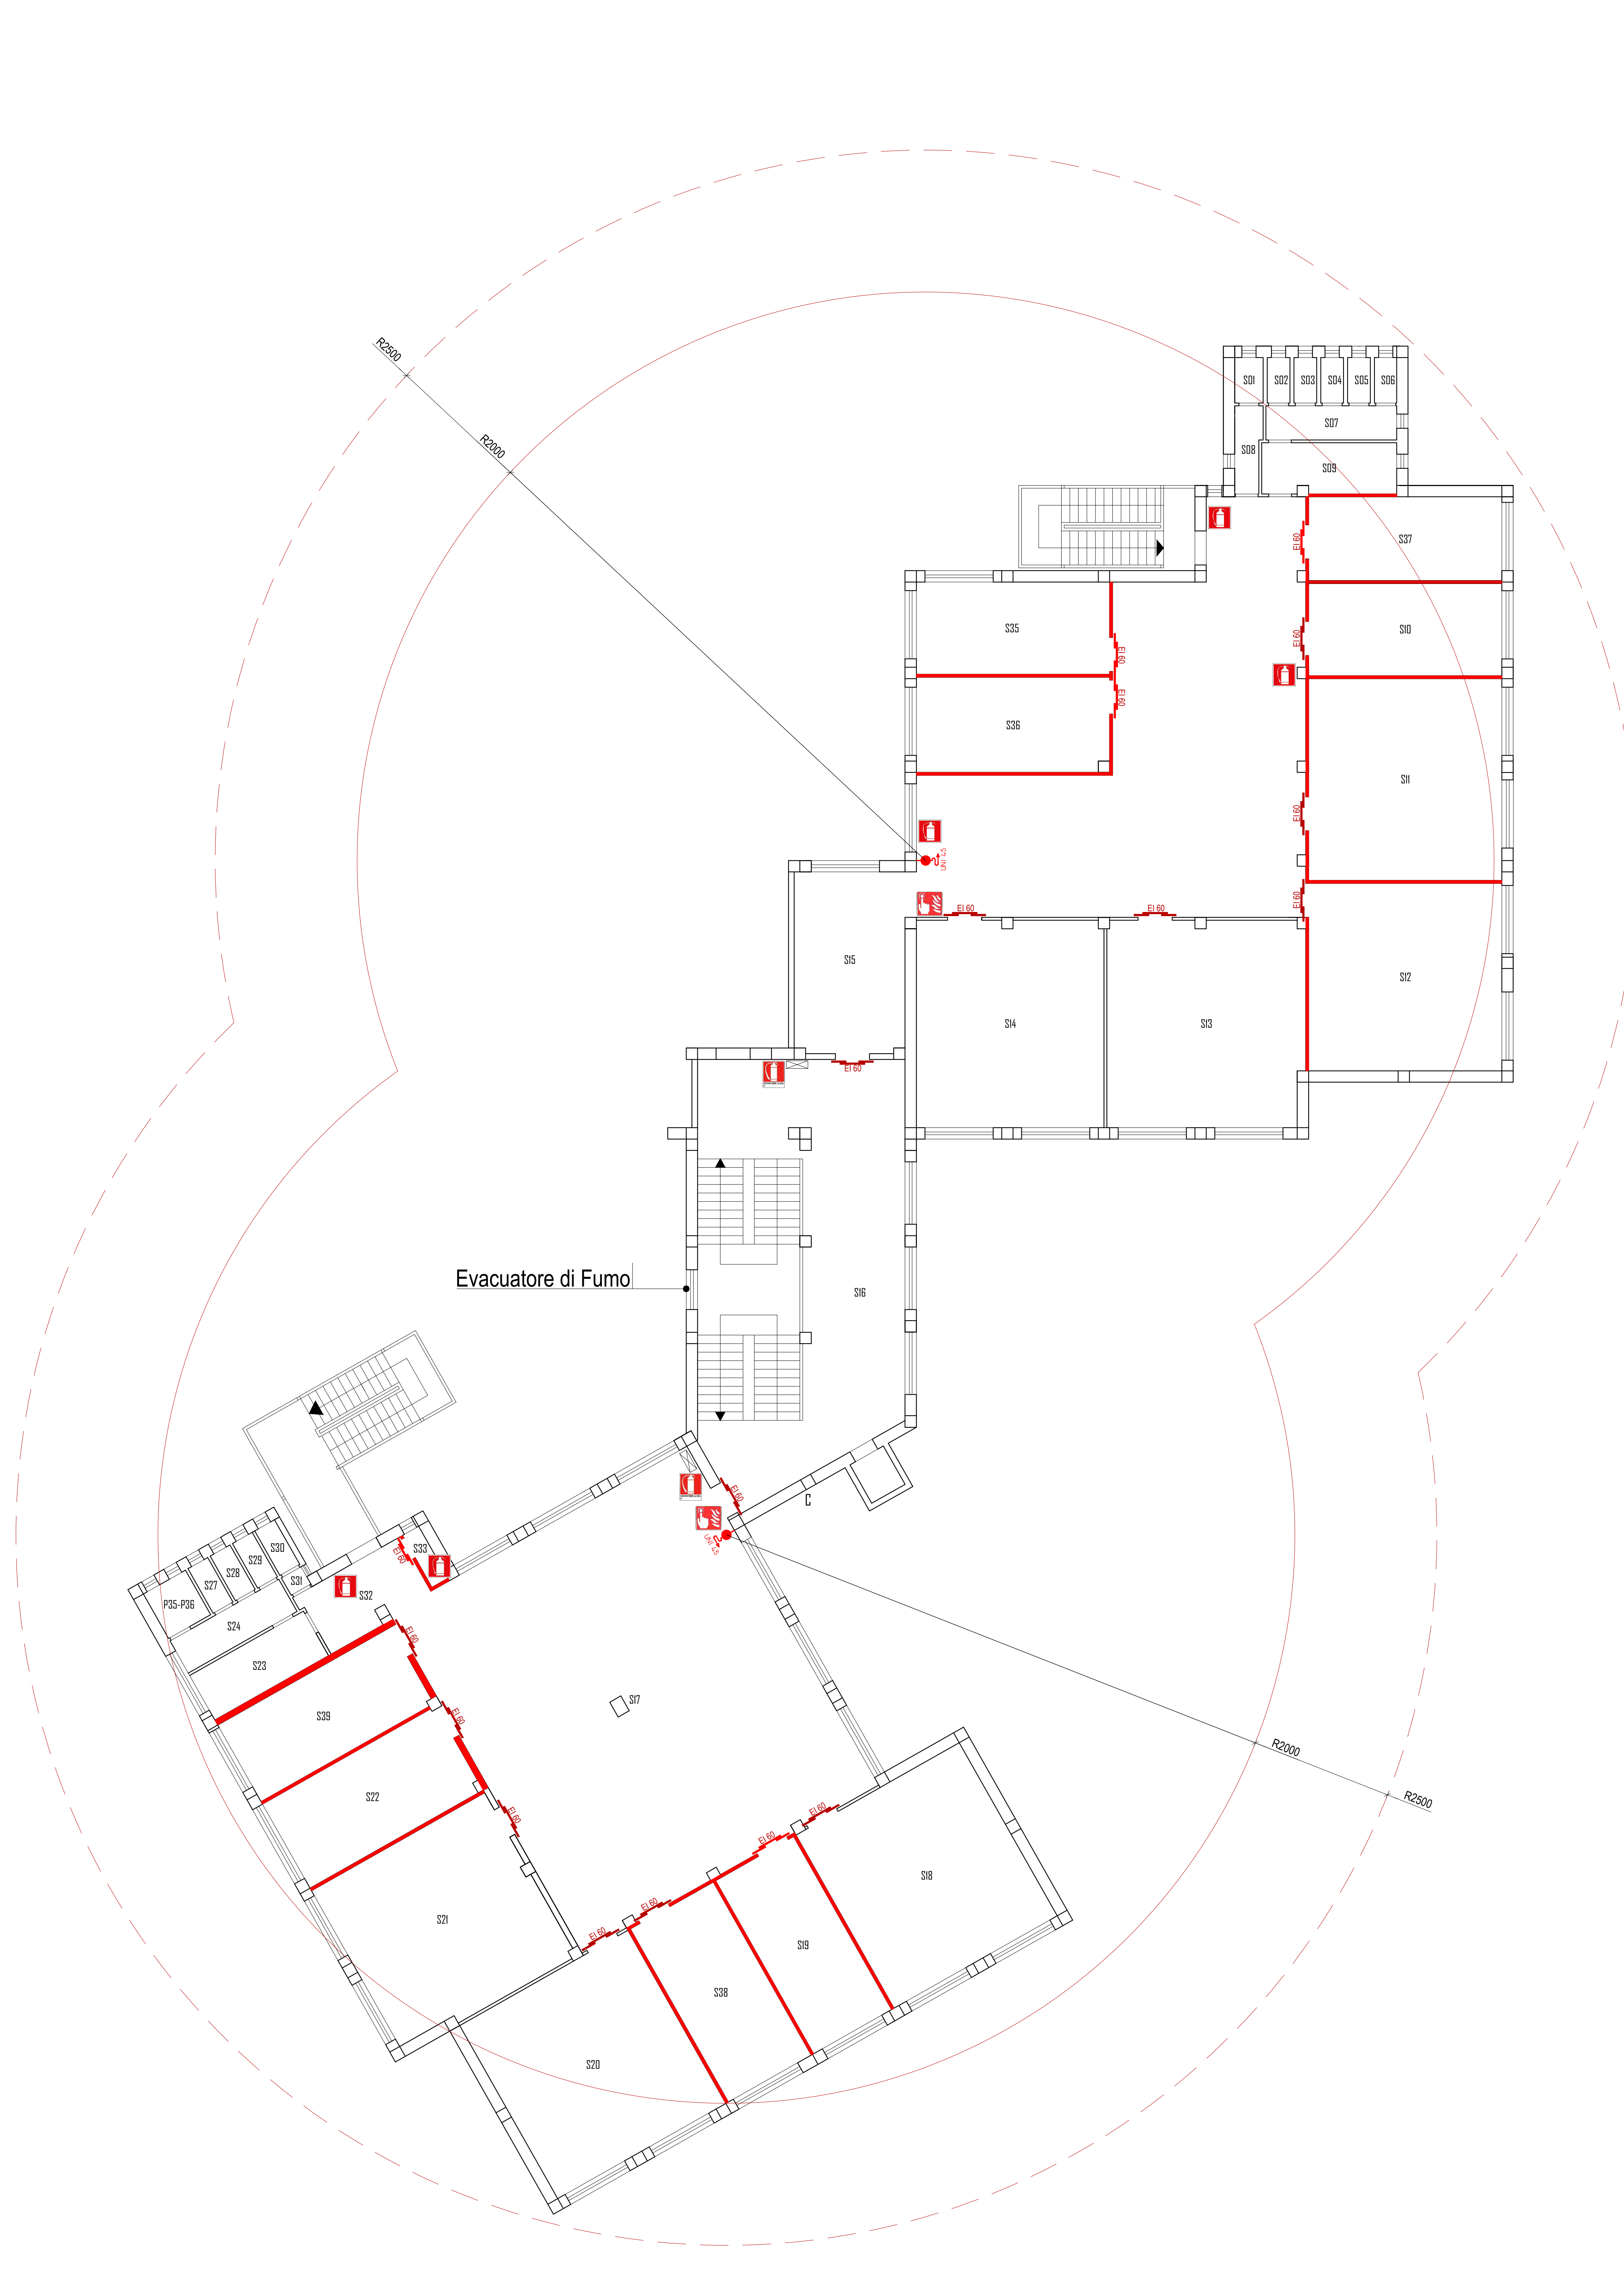 R2500
R2000
S01
S02
S03
S04
S05
S06
S07
S08
S09
EI 60
S37
S35
EI 60
EI 60
S10
EI 60
S36
S11
EI 60
UNI 45
EI 60
EI 60
EI 60
S15
S12
S14
S13
EI 60
Evacuatore di Fumo
S16
EI 60
C
UNI 45
S33
EI 60
S30
S29
S28
S27
S31
P35-P36
S32
S24
EI 60
S23
S17
S39
EI 60
R2000
R2500
S22
EI 60
EI 60
EI 60
S18
EI 60
S21
EI 60
S19
S38
S20